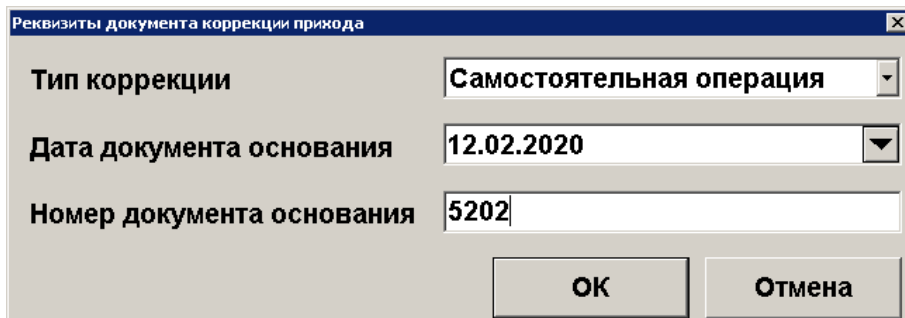 Реквизиты документа коррекции прихода
Тип коррекции Самостоятельная операция
Дата документа основания 12.02.2020
Номер документа основания 5202
ОК Отмена